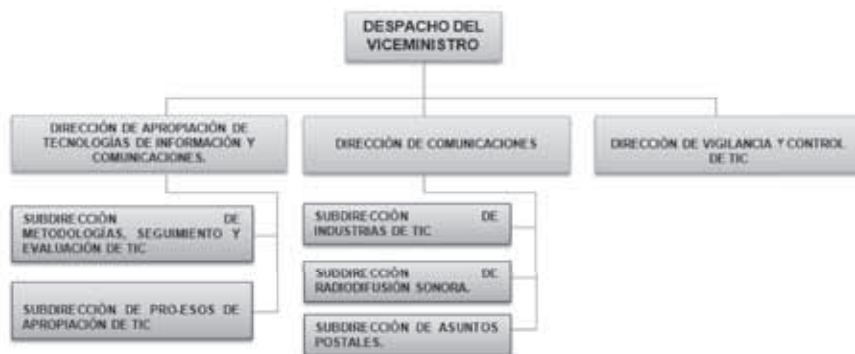 DESPACHO DEL
VICEMINISTRO
DIRECCIÓN DE APROPIACIÓN DE
TECNOLOGÍAS DE INFORMACIÓN Y
COMUNICACIONES.
DIRECCIÓN DE COMUNICACIONES
DIRECCIÓN DE VIGILANCIA Y CONTROL
DE TIC
SUBDIRECCIÓN DE
METODOLOGÍAS, SEGUIMIENTO Y
EVALUACIÓN DE TIC
SUBDIRECCIÓN DE PRO-ESOS DE
APROPIACIÓN DE TIC
SUBDIRECCIÓN DE
INDUSTRIAS DE TIC
SUBDIRECCIÓN DE
RADIODIFUSIÓN SONORA.
SUBDIRECCIÓN DE ASUNTOS
POSTALES.